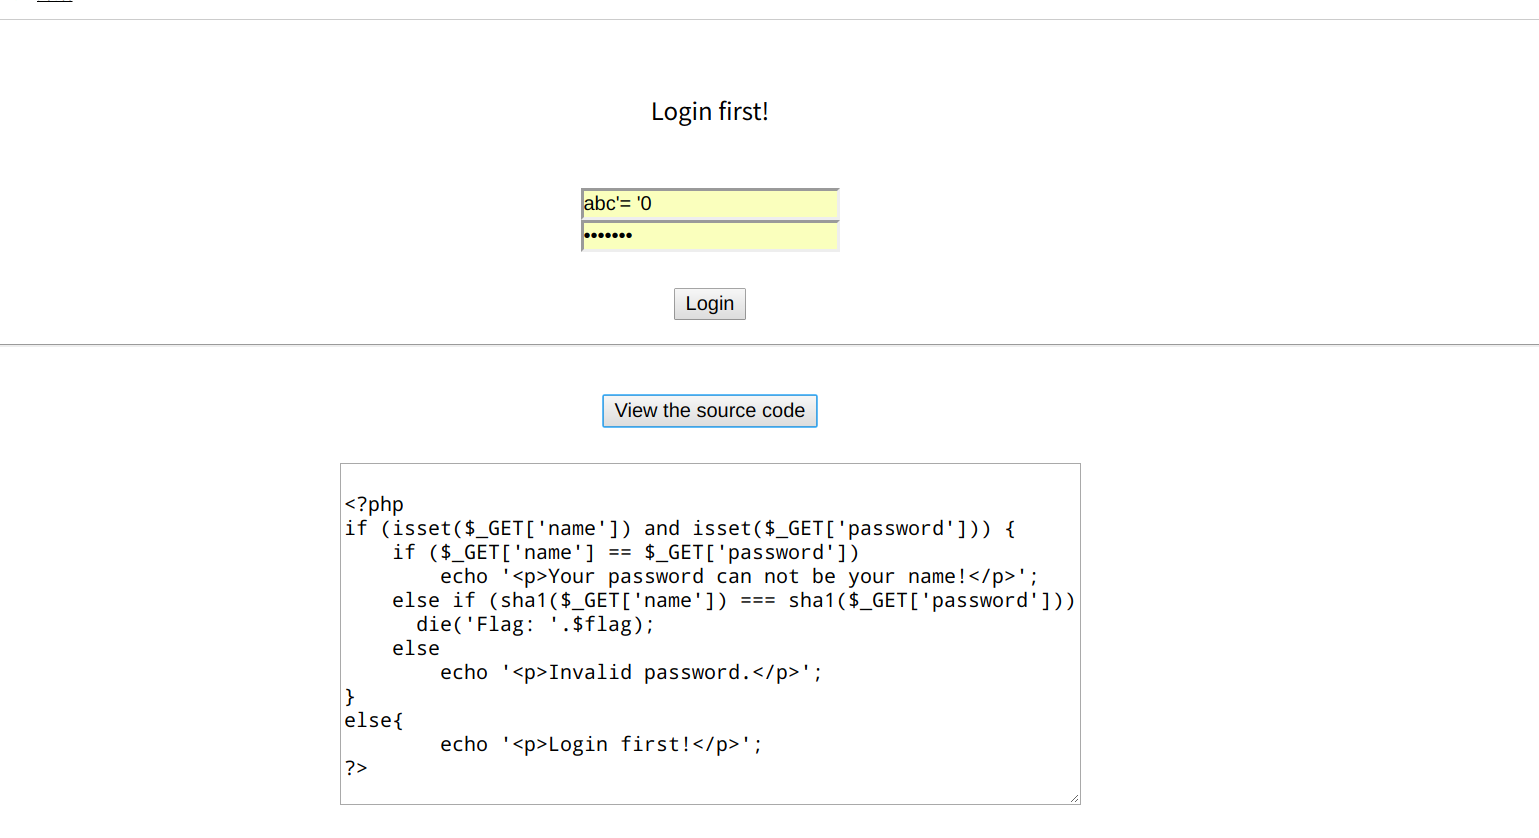 Login first!
abc'= '0
•••••••
Login
View the source code
<?php
if (isset($_GET['name']) and isset($_GET['password'])) {
    if ($_GET['name'] == $_GET['password'])
        echo '<p>Your password can not be your name!</p>';
    else if (sha1($_GET['name']) === sha1($_GET['password']))
      die('Flag: '.$flag);
    else
        echo '<p>Invalid password.</p>';
}
else{
        echo '<p>Login first!</p>';
?>